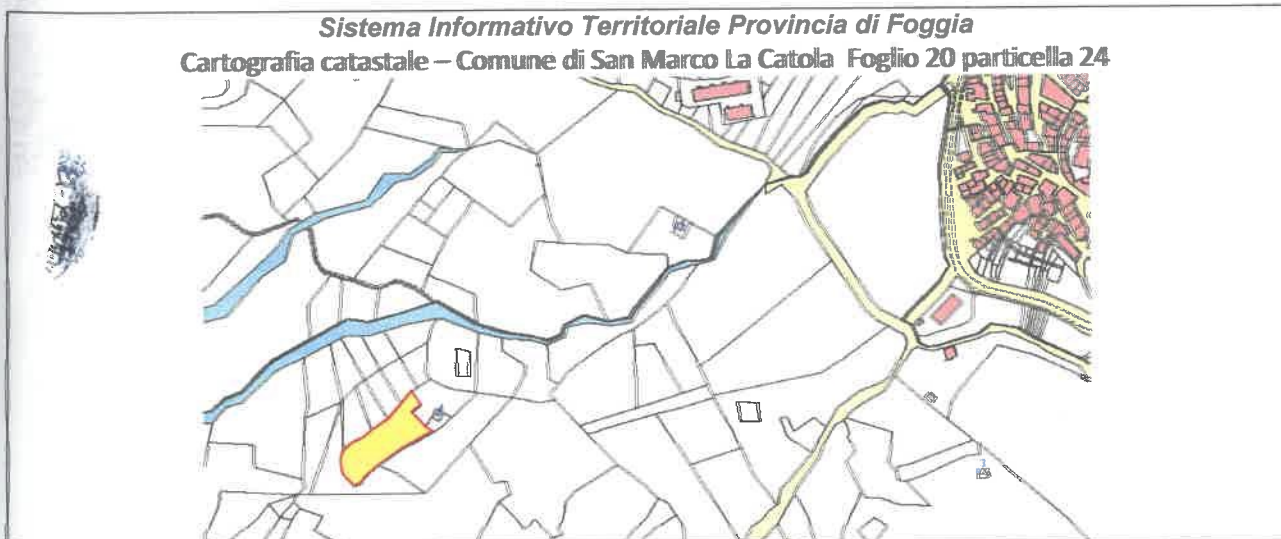 Sistema Informativo Territoriale Provincia di Foggia
Cartografia catastale – Comune di San Marco La Catola Foglio 20 particella 24